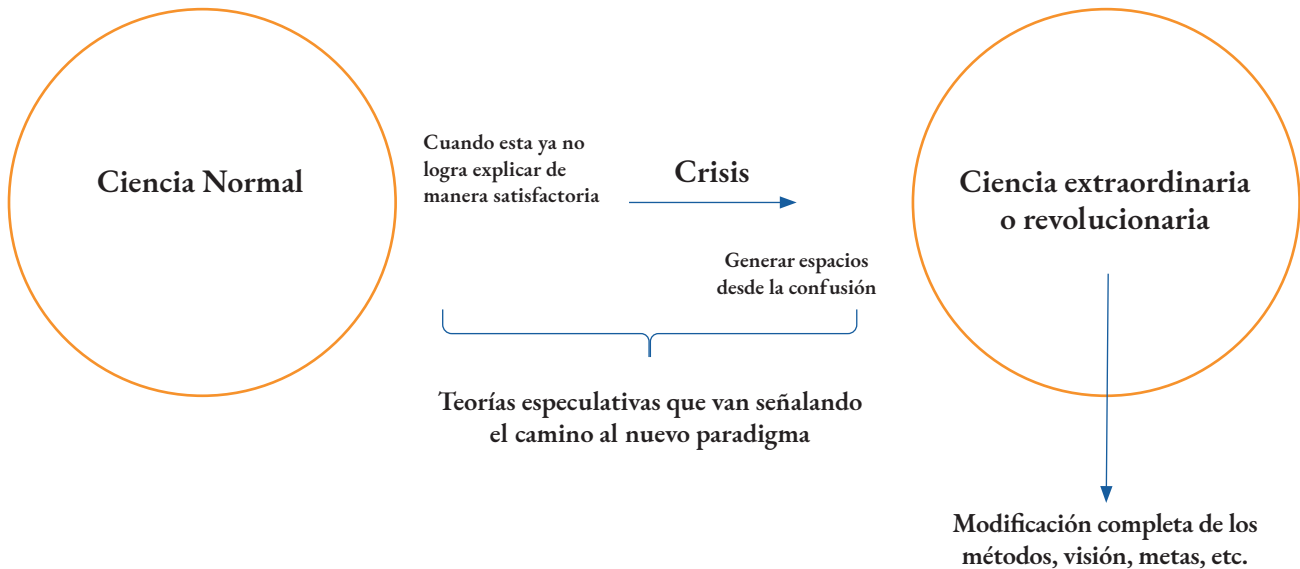 Ciencia Normal
Cuando esta ya no
logra explicar de
manera satisfactoria
Crisis
Generar espacios
desde la confusión
Ciencia extraordinaria
o revolucionaria
Teorías especulativas que van señalando
el camino al nuevo paradigma
Modificación completa de los
métodos, visión, metas, etc.